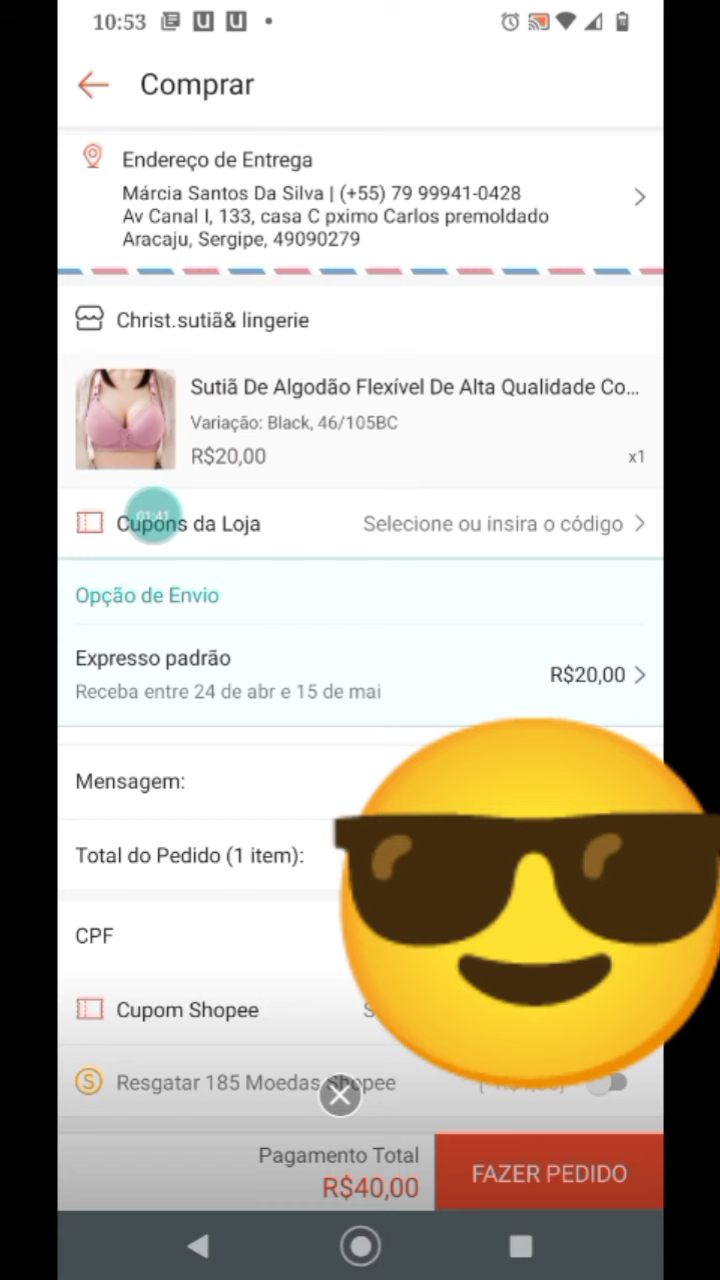 10:53
Comprar
Endereço de Entrega
Márcia Santos Da Silva | (+55) 79 99941-0428
Av Canal I, 133, casa C pximo Carlos premoldado
Aracaju, Sergipe, 49090279
Christ.sutiã& lingerie
Sutiã De Algodão Flexível De Alta Qualidade Co...
Variação: Black, 46/105BC
R$20,00 x1
01:41
Cupons da Loja Selecione ou insira o código
Opção de Envio
Expresso padrão R$20,00
Receba entre 24 de abr e 15 de mai
Mensagem:
Total do Pedido (1 item):
CPF
Cupom Shopee
Resgatar 185 Moedas Shopee
Pagamento Total
R$40,00
FAZER PEDIDO